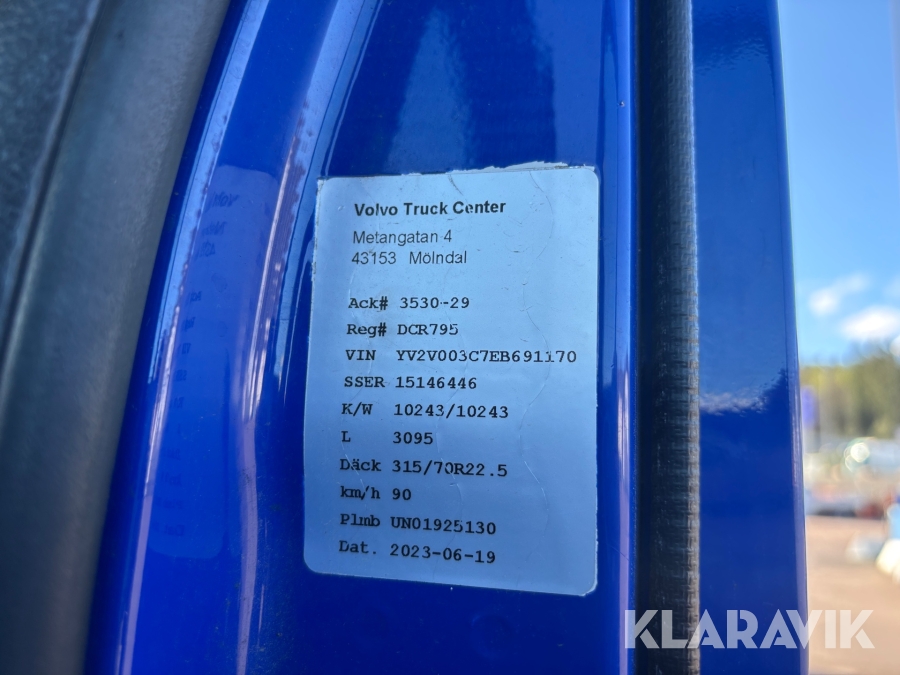 Volvo Truck Center
Metangatan 4
43153 Mölndal
Ack# 3530-29
Reg# DCR795
VIN YV2V003C7EB691170
SSER 15146446
K/W 10243/10243
L 3095
Däck 315/70R22.5
km/h 90
Plmb UN01925130
Dat. 2023-06-19
KLARAVIK